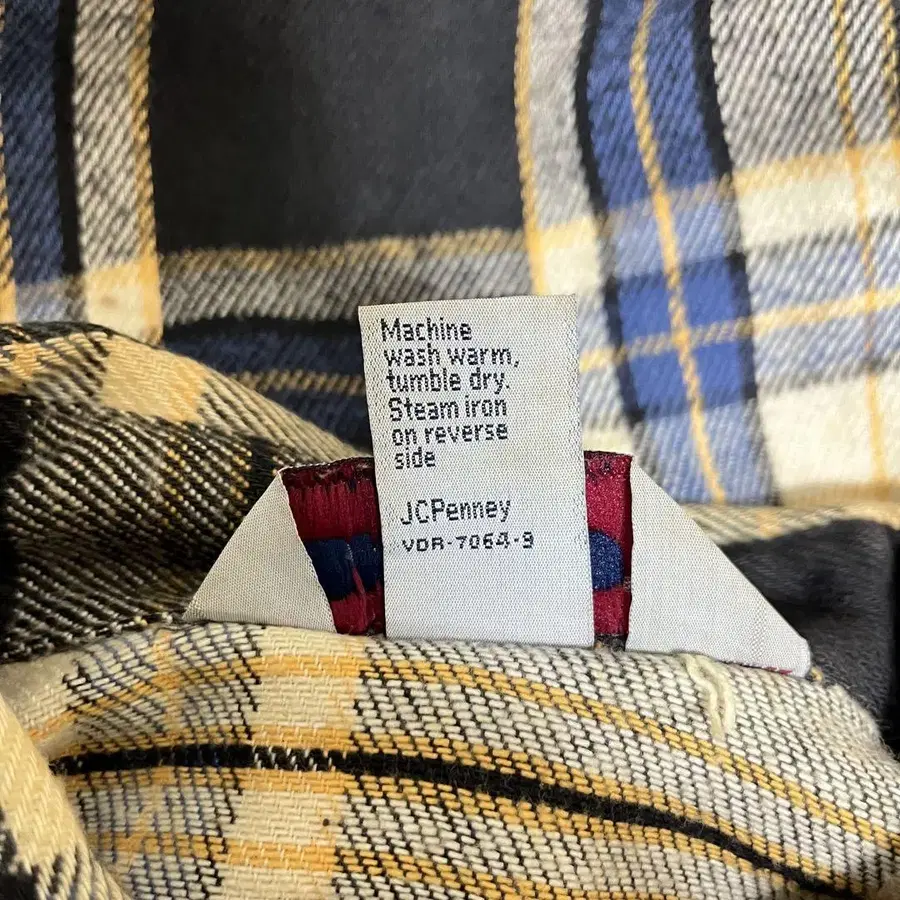 Machine
wash warm,
tumble dry.
Steam iron
on reverse
side
JCPenney
VDR-7064-9